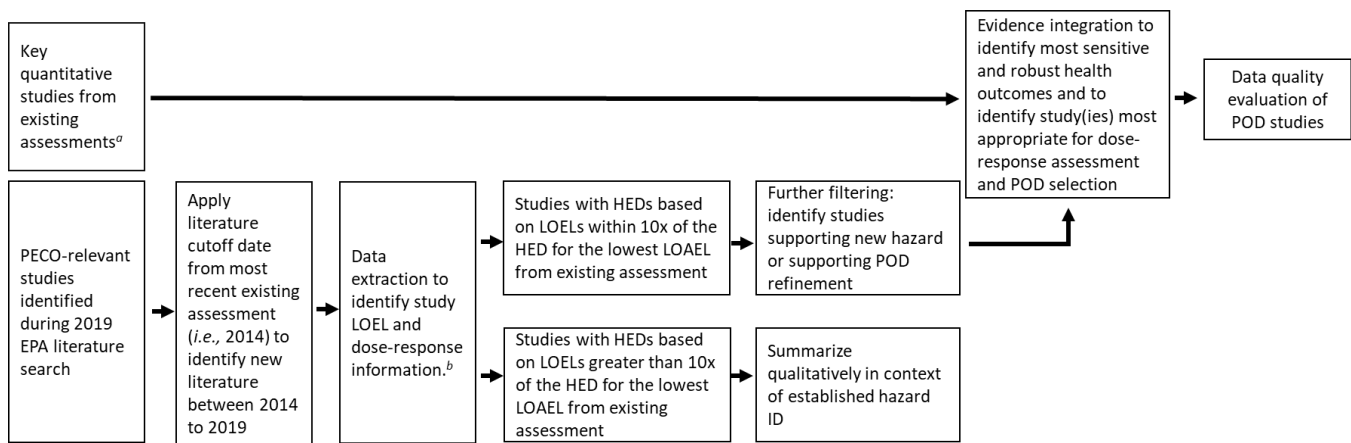 Key
quantitative
studies from
existing
assessmentsᵃ
Evidence integration to
identify most sensitive
and robust health
outcomes and to
identify study(ies) most
appropriate for dose-
response assessment
and POD selection
Data quality
evaluation of
POD studies
PECO-relevant
studies
identified
during 2019
EPA literature
search
Apply
literature
cutoff date
from most
recent existing
assessment
(i.e., 2014) to
identify new
literature
between 2014
to 2019
Data
extraction to
identify study
LOEL and
dose-response
information.ᵇ
Studies with HEDs based
on LOELs within 10x of the
HED for the lowest LOAEL
from existing assessment
Further filtering:
identify studies
supporting new hazard
or supporting POD
refinement
Studies with HEDs based
on LOELs greater than 10x
of the HED for the lowest
LOAEL from existing
assessment
Summarize
qualitatively in context
of established hazard
ID